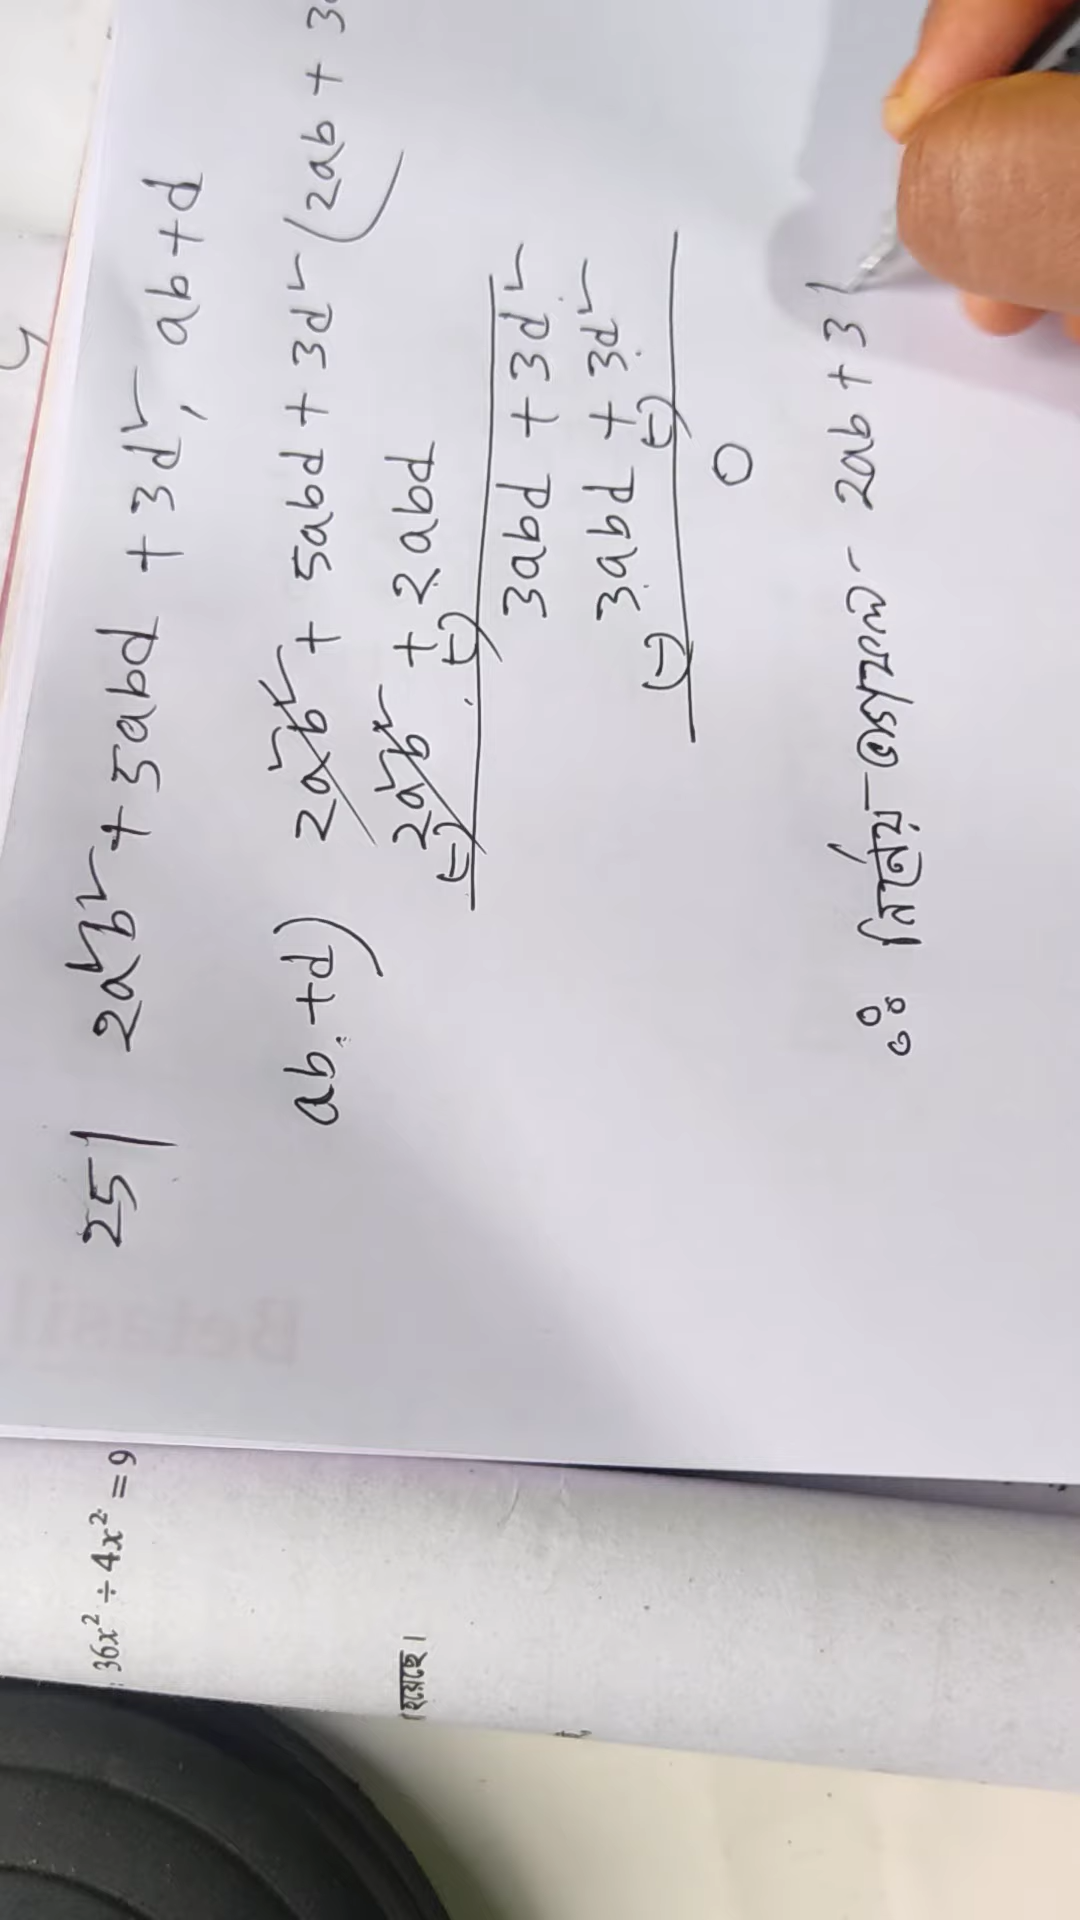 25| 2a²b² + 5abd + 3d², ab+d
ab+d) 2a²b² + 5abd + 3d² (2ab + 3
2a²b² + 2abd
(-) (-)
3abd + 3d²
3abd + 3d²
(-) (-)
0
∴ নির্ণেয় ভাগফল- 2ab + 3
36x² ÷ 4x² = 9
হয়েছে।